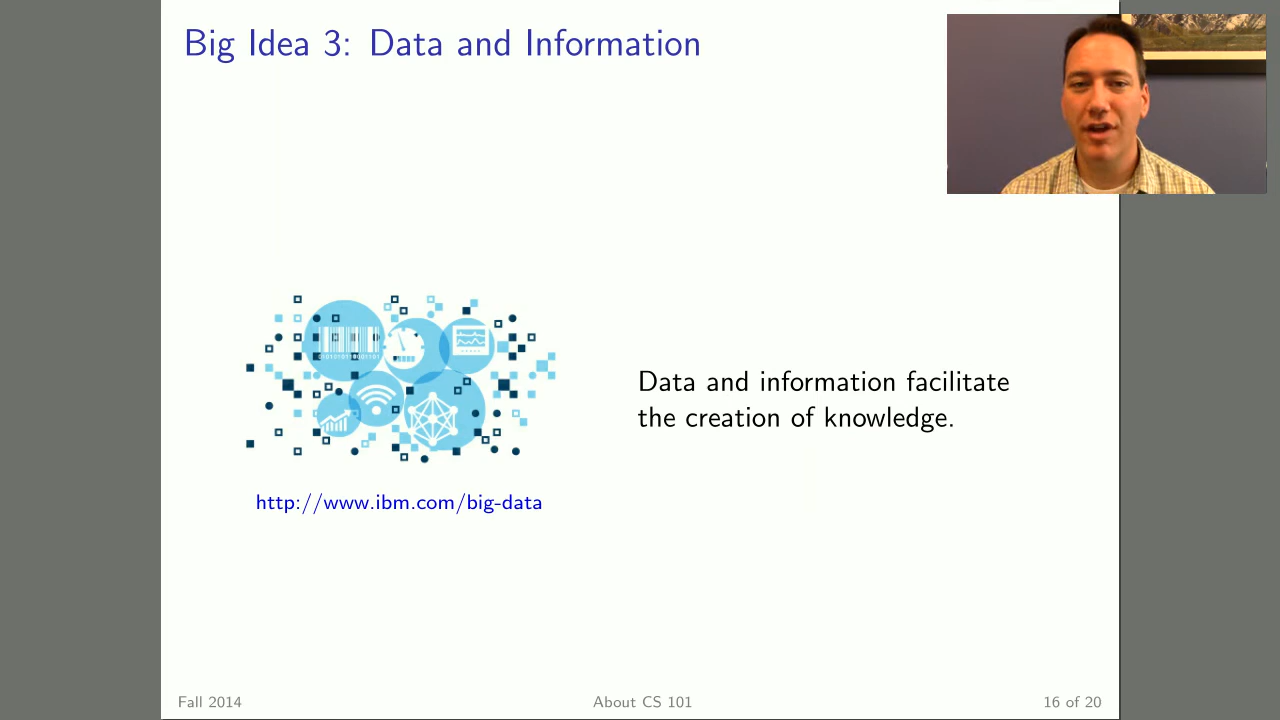 Big Idea 3: Data and Information
Data and information facilitate
the creation of knowledge.
http://www.ibm.com/big-data
Fall 2014
About CS 101
16 of 20